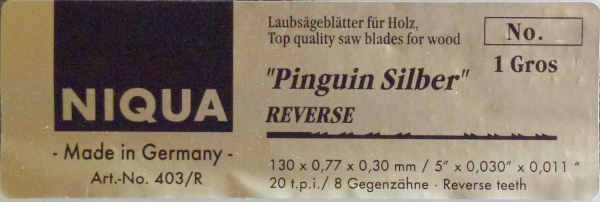 NIQUA
- Made in Germany -
Art.-No. 403/R
Laubsägeblätter für Holz,
Top quality saw blades for wood
No.
1 Gros
"Pinguin Silber"
REVERSE
130 x 0,77 x 0,30 mm / 5" x 0,030" x 0,011 "
20 t.p.i./ 8 Gegenzähne · Reverse teeth